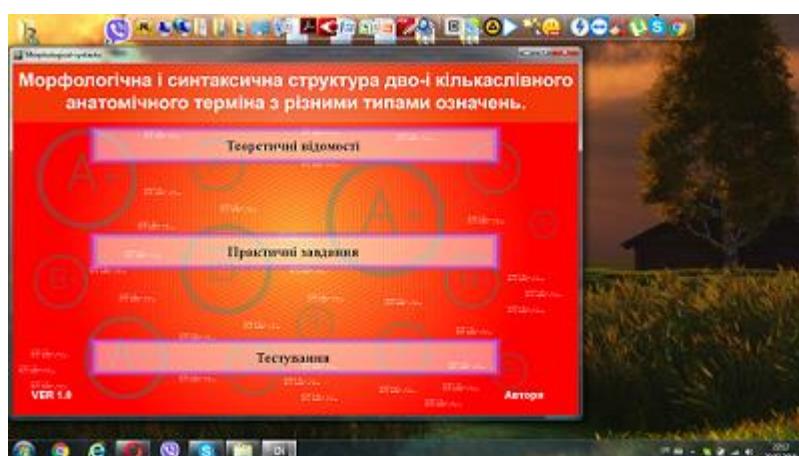 Морфологічна і синтаксична структура дво-і кількаслівного
анатомічного терміна з різними типами означень.
Теоретичні відомості
Практичні завдання
Тестування
VER 1.0
Автори